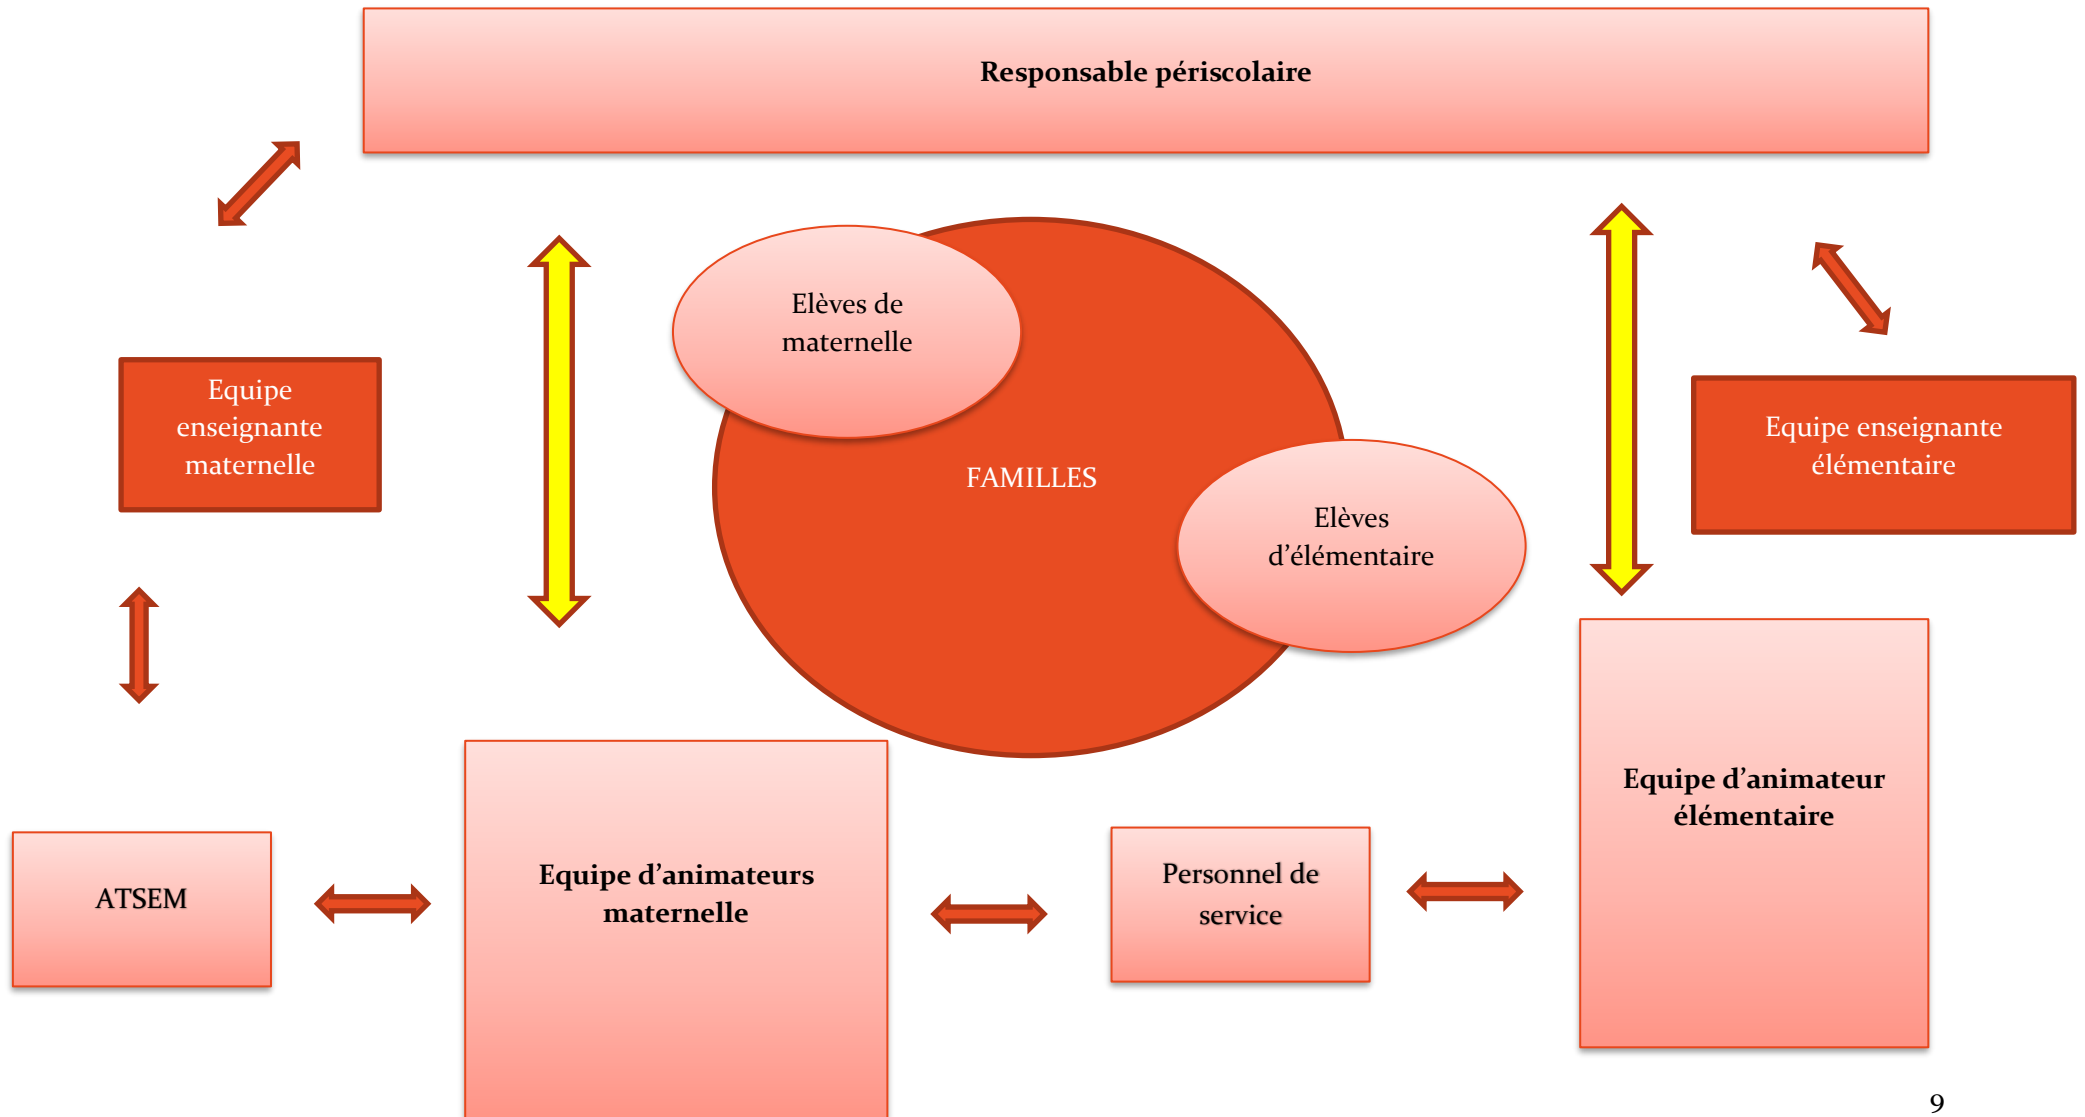 Responsable périscolaire
Elèves de
maternelle
Equipe
enseignante
maternelle
FAMILLES
Equipe enseignante
élémentaire
Elèves
d’élémentaire
Equipe d’animateur
élémentaire
ATSEM
Equipe d’animateurs
maternelle
Personnel de
service
9